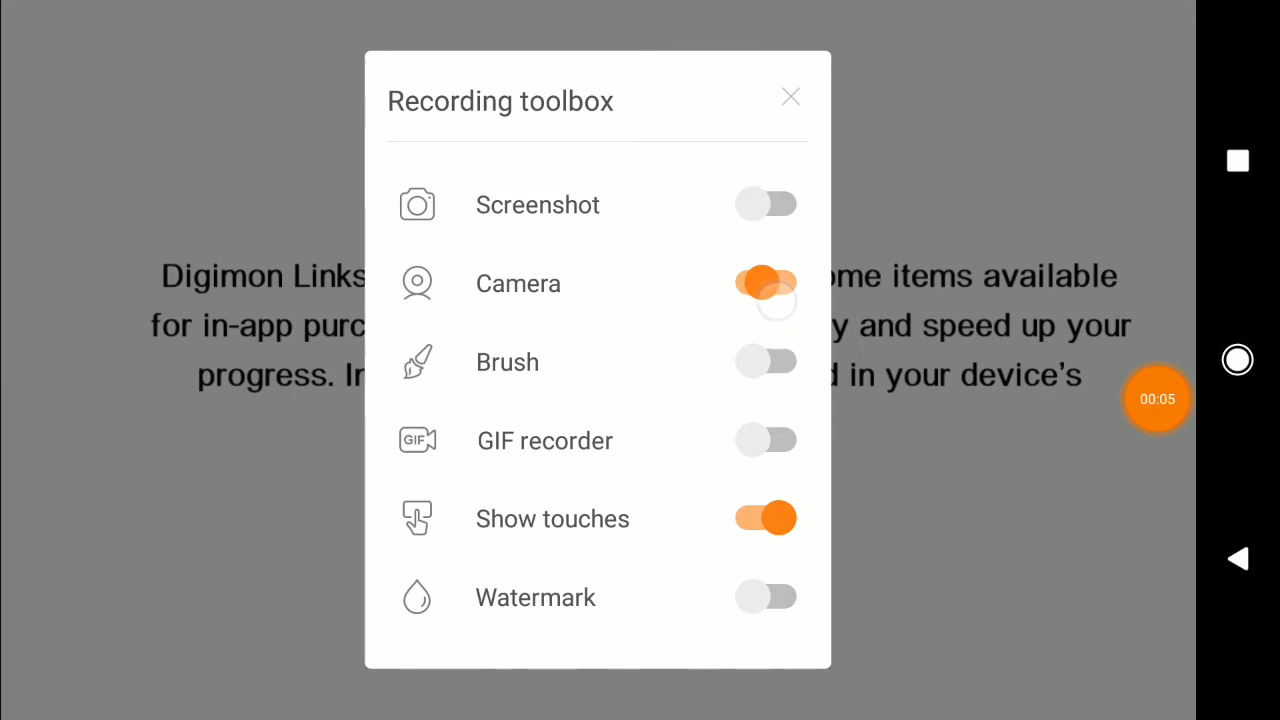 Recording toolbox
Screenshot
Camera
Brush
GIF GIF recorder
Show touches
Watermark
Digimon Links ome items available
for in-app purc y and speed up your
progress. In d in your device's
00:05